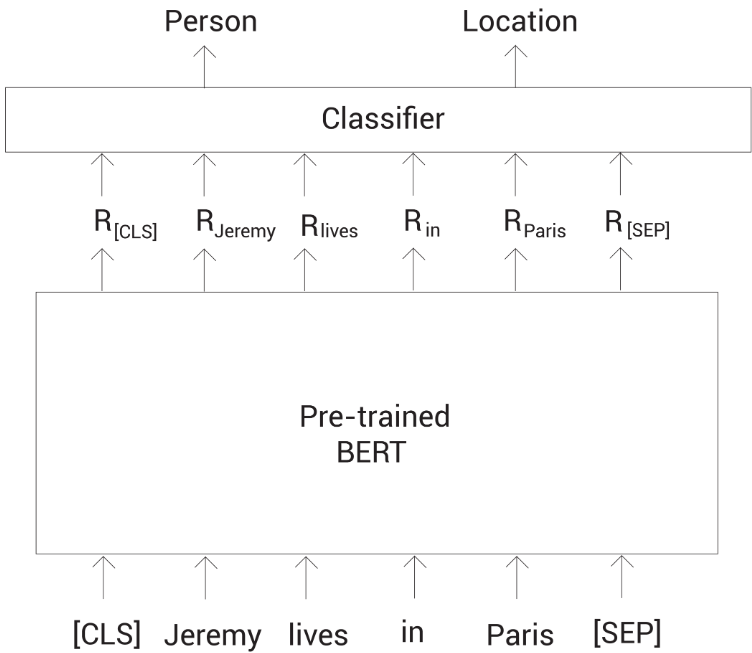 Person Location
Classifier
R[CLS] RJeremy Rlives Rin RParis R[SEP]
Pre-trained
BERT
[CLS] Jeremy lives in Paris [SEP]